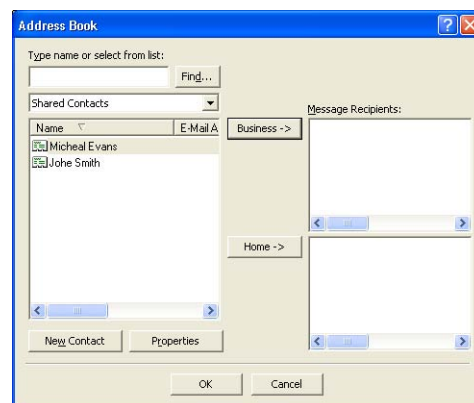 Address Book
Type name or select from list:
Find...
Shared Contacts
Message Recipients:
Name E-Mail A
Business ->
Micheal Evans
Johe Smith
Home ->
New Contact Properties
OK Cancel